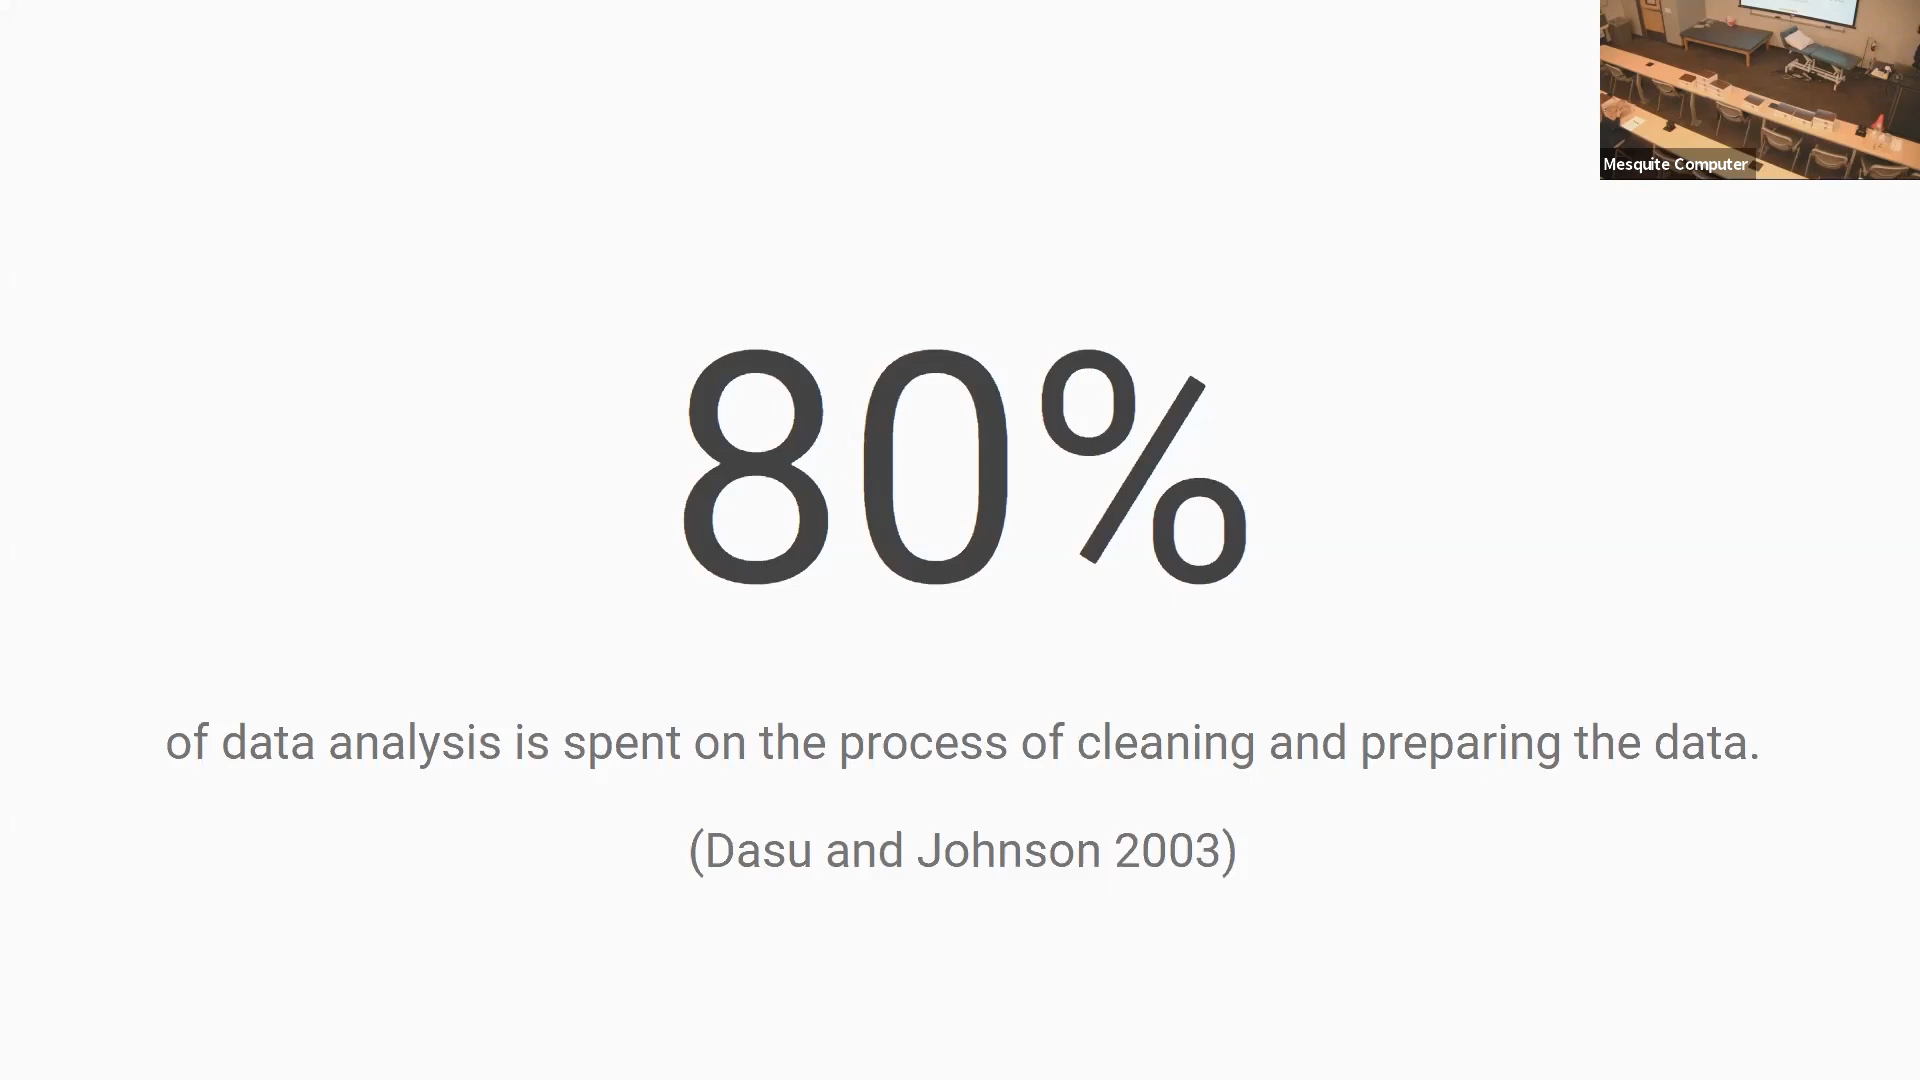 Mesquite Computer
80%
of data analysis is spent on the process of cleaning and preparing the data.
(Dasu and Johnson 2003)